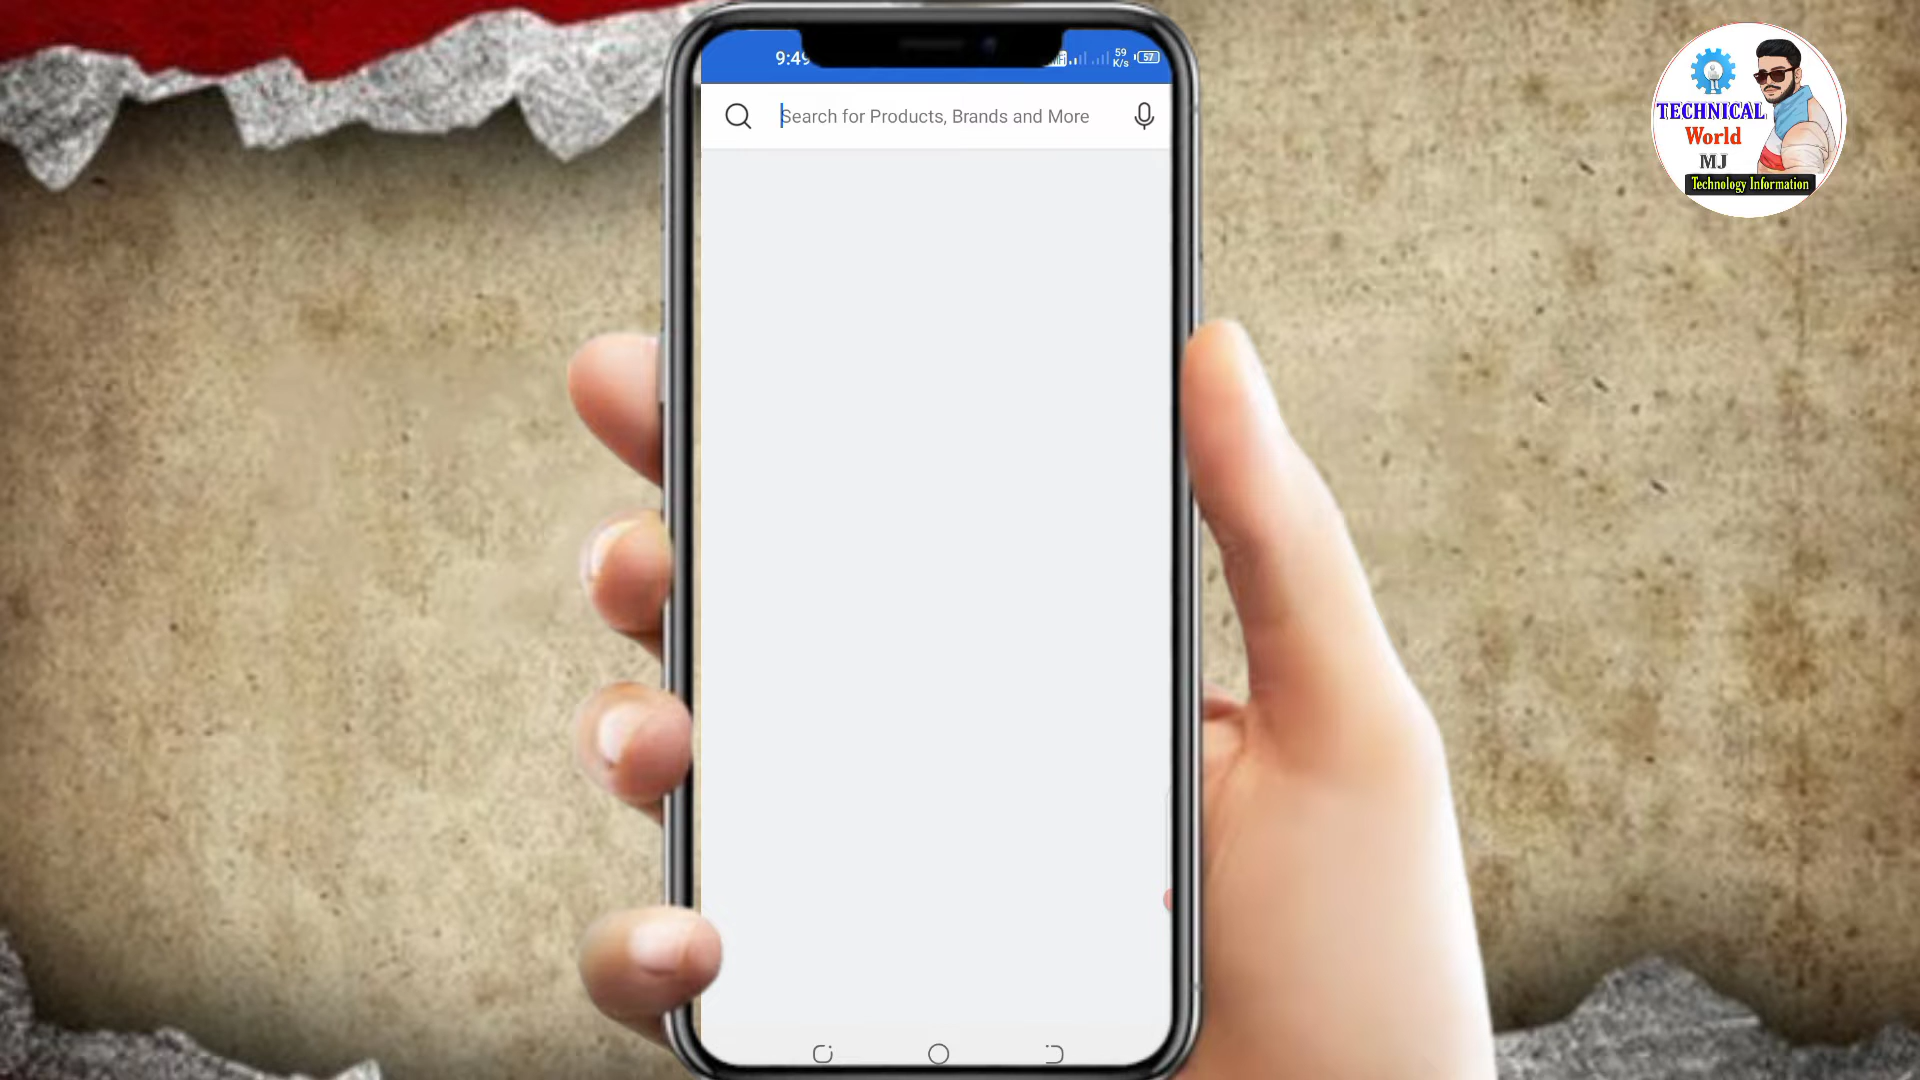 9:49
59
K/s
57
Search for Products, Brands and More
TECHNICAL
World
MJ
Technology Information